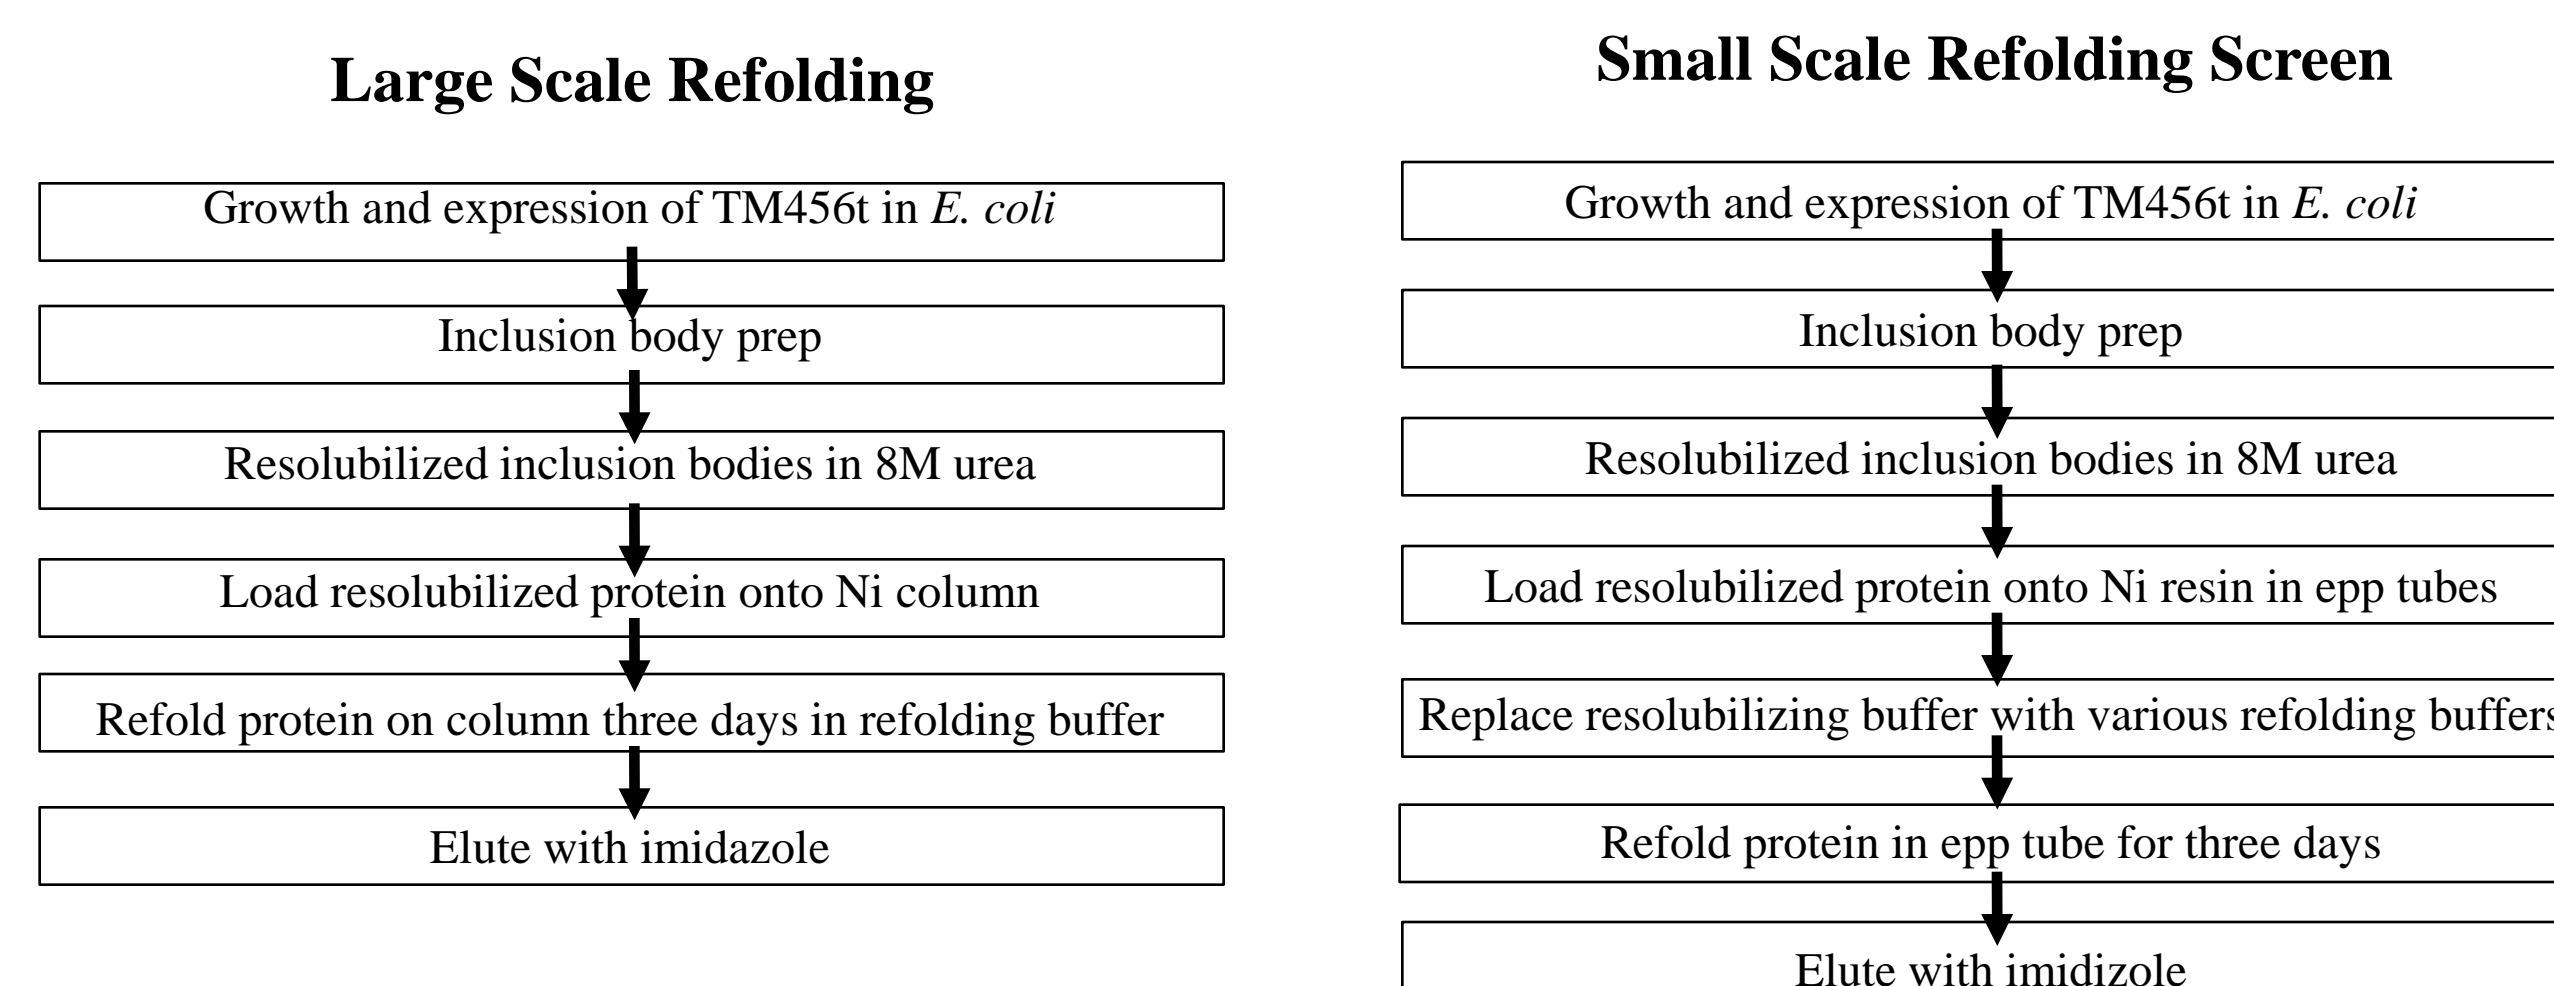 Large Scale Refolding
Growth and expression of TM456t in E. coli
Inclusion body prep
Resolubilized inclusion bodies in 8M urea
Load resolubilized protein onto Ni column
Refold protein on column three days in refolding buffer
Elute with imidazole
Small Scale Refolding Screen
Growth and expression of TM456t in E. coli
Inclusion body prep
Resolubilized inclusion bodies in 8M urea
Load resolubilized protein onto Ni resin in epp tubes
Replace resolubilizing buffer with various refolding buffers
Refold protein in epp tube for three days
Elute with imidizole